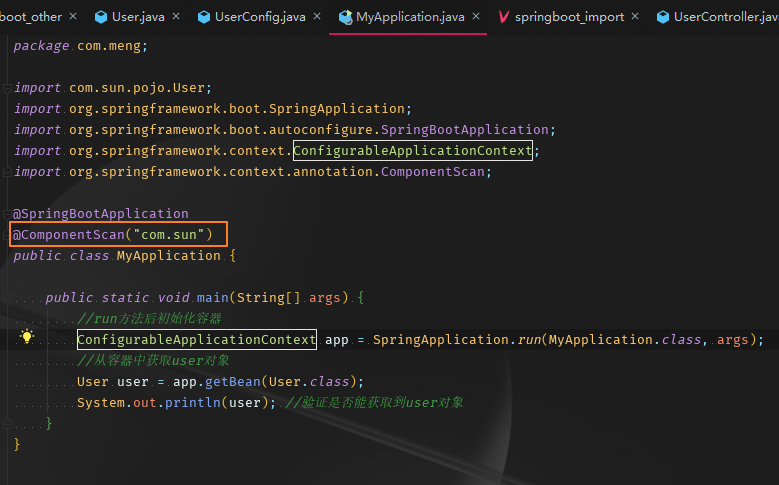 boot_other × User.java × UserConfig.java × MyApplication.java × springboot_import × UserController.java
package com.meng;
import com.sun.pojo.User;
import org.springframework.boot.SpringApplication;
import org.springframework.boot.autoconfigure.SpringBootApplication;
import org.springframework.context.ConfigurableApplicationContext;
import org.springframework.context.annotation.ComponentScan;
@SpringBootApplication
@ComponentScan("com.sun")
public class MyApplication {
public static void main(String[] args) {
//run方法后初始化容器
ConfigurableApplicationContext app = SpringApplication.run(MyApplication.class, args);
//从容器中获取user对象
User user = app.getBean(User.class);
System.out.println(user); //验证是否能获取到user对象
}
}